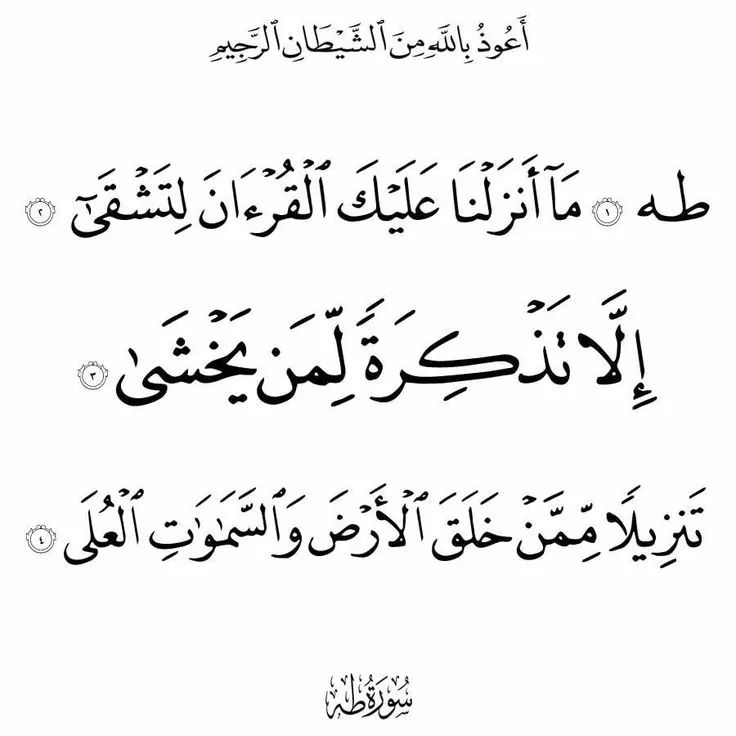 أَعُوذُ بِاللَّهِ مِنَ ٱلشَّيْطَانِ ٱلرَّجِيمِ
طه ١ مَآ أَنزَلْنَا عَلَيْكَ ٱلْقُرْءَانَ لِتَشْقَىٰٓ ٢
إِلَّا تَذْكِرَةً لِّمَن يَخْشَىٰ ٣
تَنزِيلًا مِّمَّنْ خَلَقَ ٱلْأَرْضَ وَٱلسَّمَٰوَٰتِ ٱلْعُلَى ٤
سُورَةُ طه